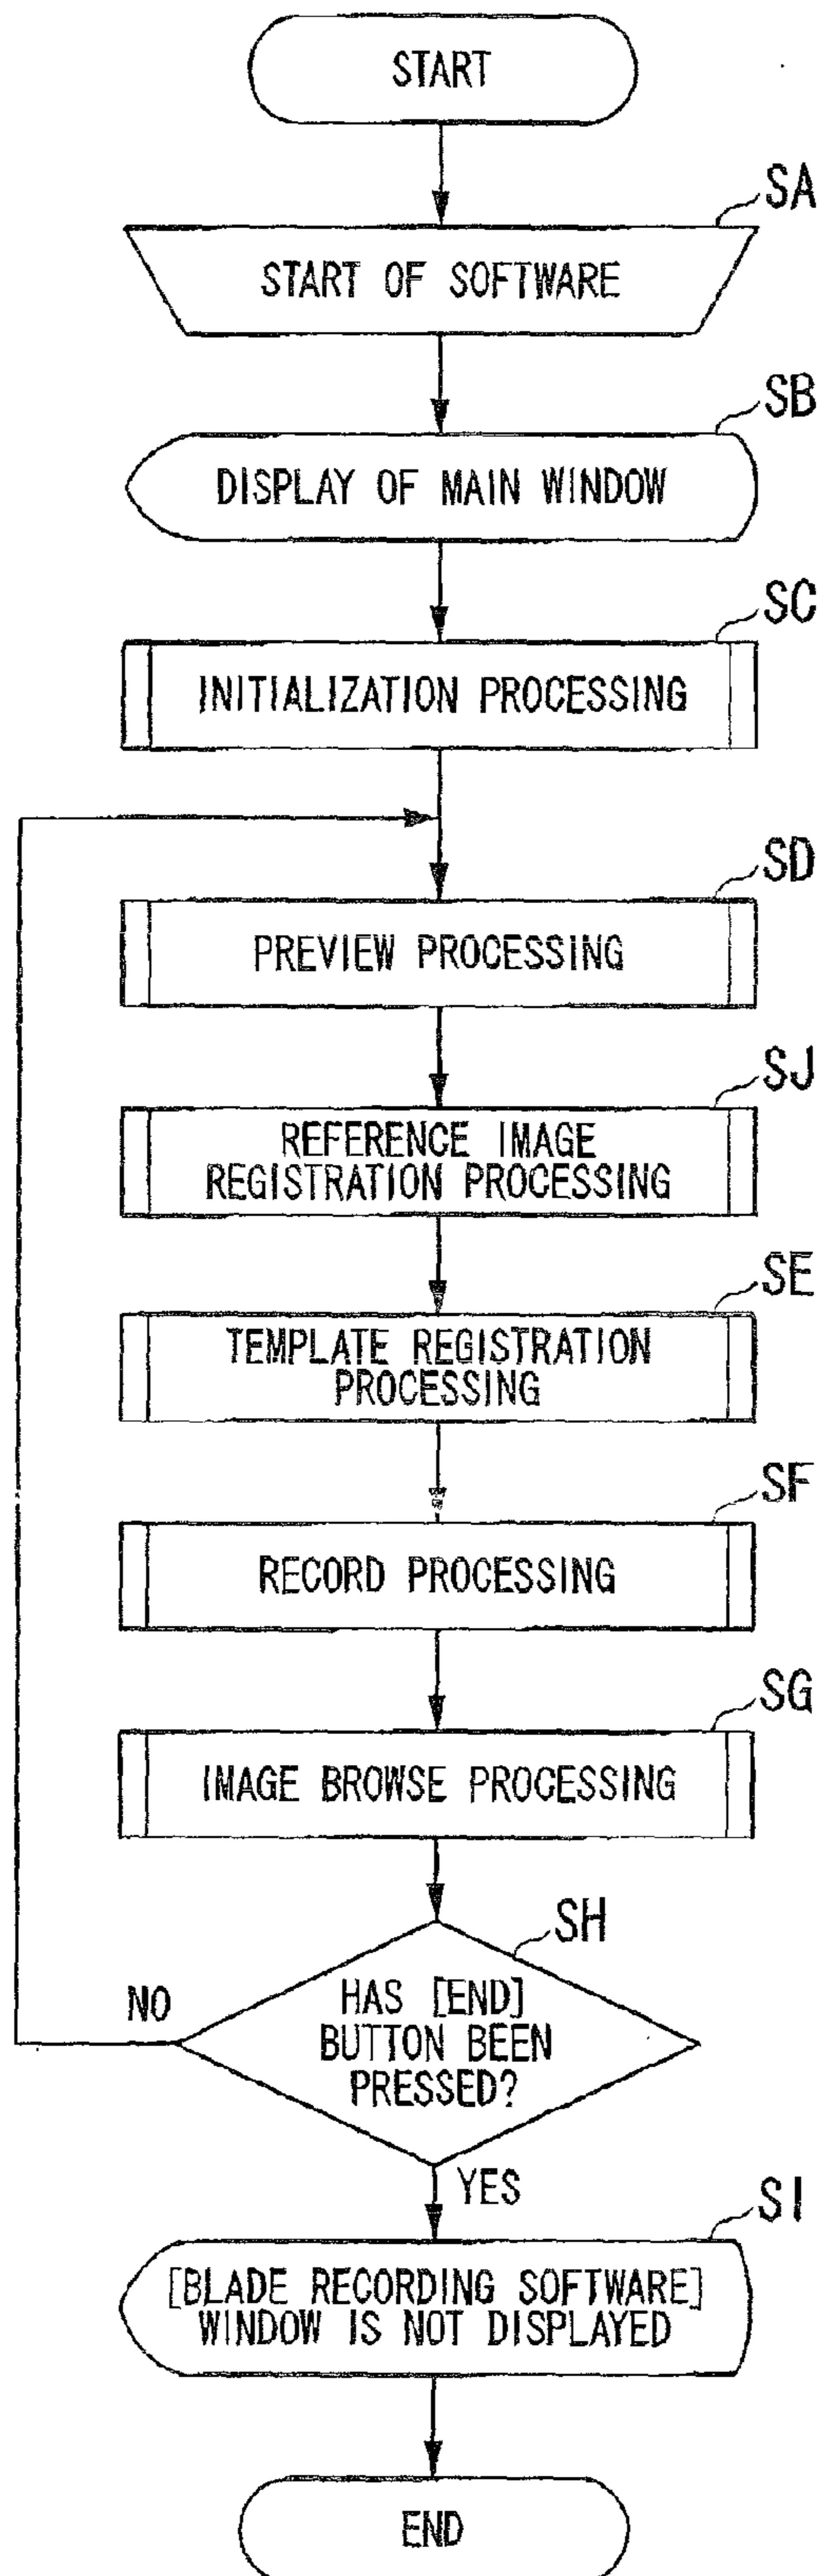 START
SA
START OF SOFTWARE
SB
DISPLAY OF MAIN WINDOW
SC
INITIALIZATION PROCESSING
SD
PREVIEW PROCESSING
SJ
REFERENCE IMAGE
REGISTRATION PROCESSING
SE
TEMPLATE REGISTRATION
PROCESSING
SF
RECORD PROCESSING
SG
IMAGE BROWSE PROCESSING
SH
HAS [END]
BUTTON BEEN
PRESSED?
NO
YES
SI
[BLADE RECORDING SOFTWARE]
WINDOW IS NOT DISPLAYED
END